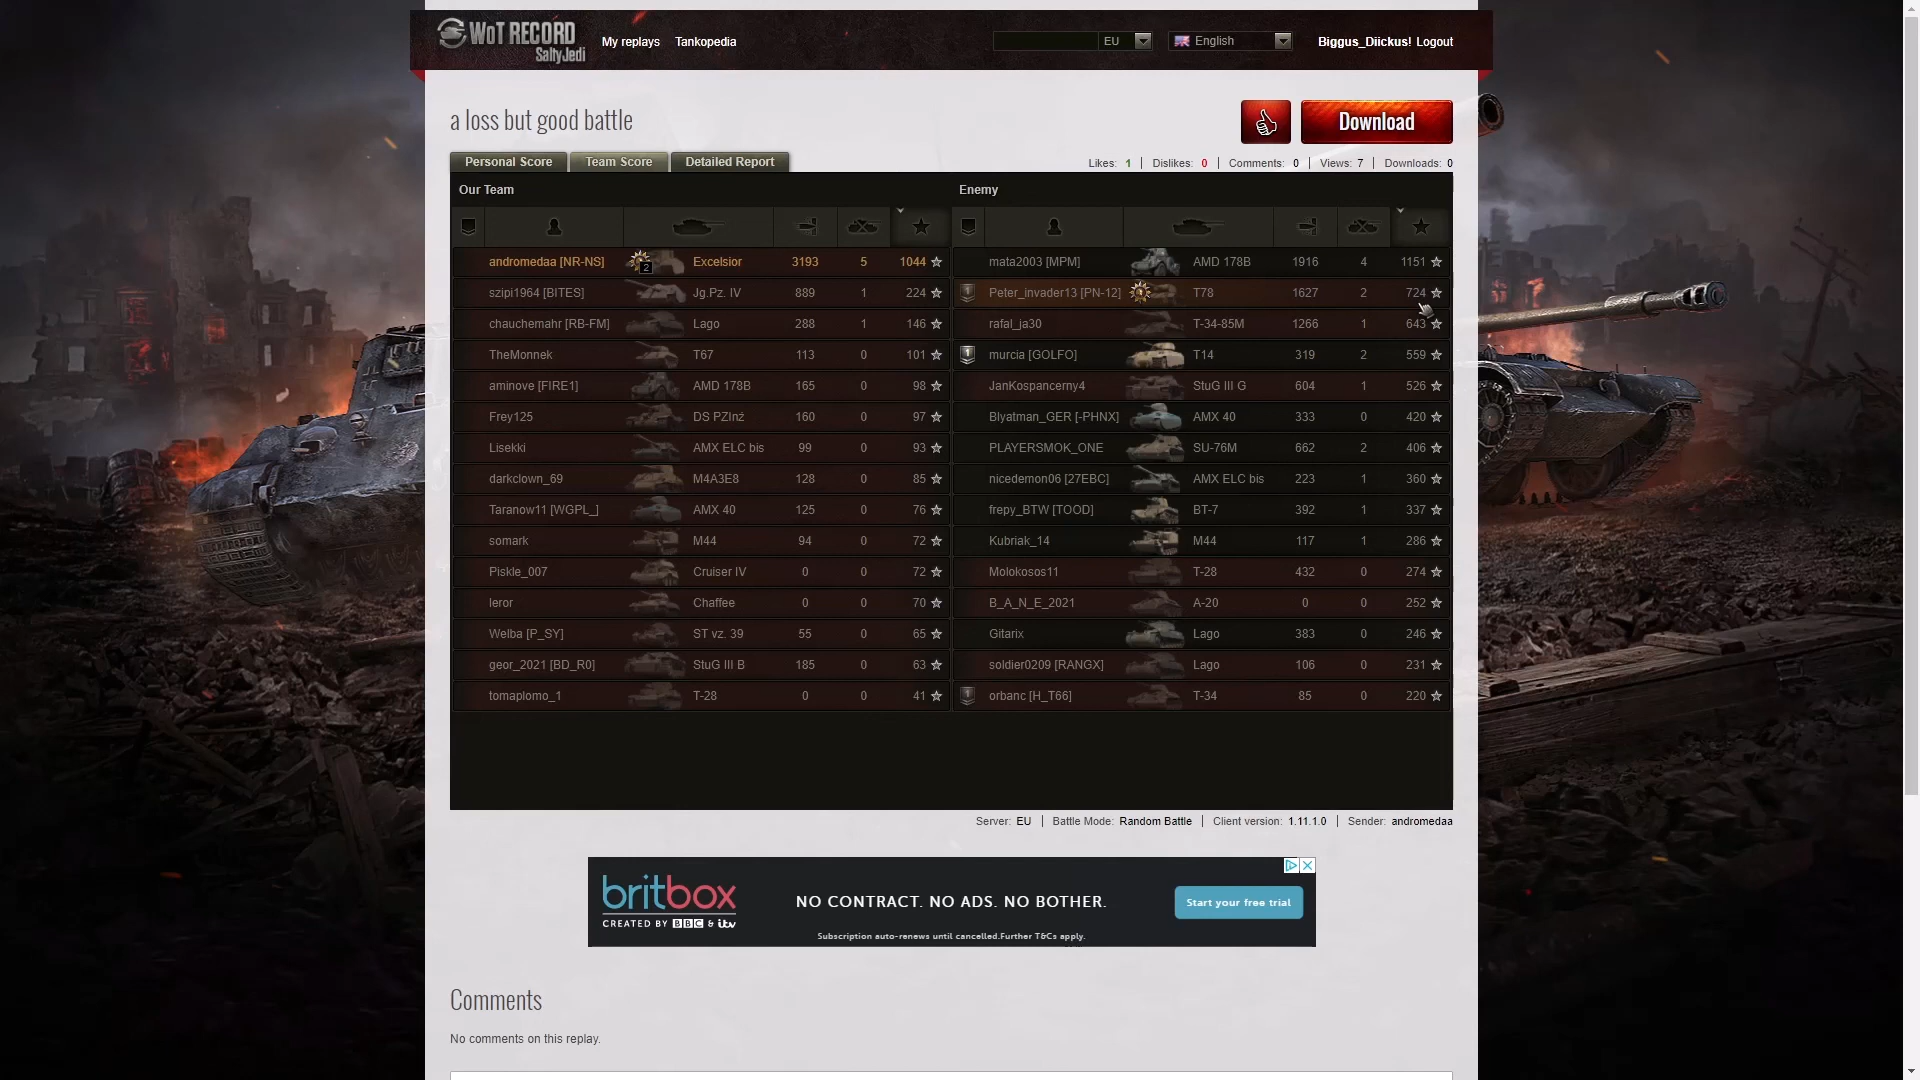 WoT RECORD
SaltyJedi
My replays Tankopedia
EU English
Biggus_Diickus! Logout
a loss but good battle
Download
Personal Score Team Score Detailed Report
Likes: 1 | Dislikes: 0 | Comments: 0 | Views: 7 | Downloads: 0
Our Team Enemy
andromedaa [NR-NS] 2 Excelsior 3193 5 1044 mata2003 [MPM] AMD 178B 1916 4 1151
szipi1964 [BITES] Jg.Pz. IV 889 1 224 Peter_invader13 [PN-12] T78 1627 2 724
chauchemahr [RB-FM] Lago 288 1 146 rafal_ja30 T-34-85M 1266 1 643
TheMonnek T67 113 0 101 murcia [GOLFO] T14 319 2 559
aminove [FIRE1] AMD 178B 165 0 98 JanKospancerny4 StuG III G 604 1 526
Frey125 DS PZInż 160 0 97 Blyatman_GER [-PHNX] AMX 40 333 0 420
Lisekki AMX ELC bis 99 0 93 PLAYERSMOK_ONE SU-76M 662 2 406
darkclown_69 M4A3E8 128 0 85 nicedemon06 [27EBC] AMX ELC bis 223 1 360
Taranow11 [WGPL_] AMX 40 125 0 76 frepy_BTW [TOOD] BT-7 392 1 337
somark M44 94 0 72 Kubriak_14 M44 117 1 286
Piskle_007 Cruiser IV 0 0 72 Molokosos11 T-28 432 0 274
leror Chaffee 0 0 70 B_A_N_E_2021 A-20 0 0 252
Welba [P_SY] ST vz. 39 55 0 65 Gitarix Lago 383 0 246
geor_2021 [BD_R0] StuG III B 185 0 63 soldier0209 [RANGX] Lago 106 0 231
tomaplomo_1 T-28 0 0 41 orbanc [H_T66] T-34 85 0 220
Server: EU | Battle Mode: Random Battle | Client version: 1.11.1.0 | Sender: andromedaa
britbox
CREATED BY BBC & itv
NO CONTRACT. NO ADS. NO BOTHER.
Subscription auto-renews until cancelled.Further T&Cs apply.
Start your free trial
Comments
No comments on this replay.